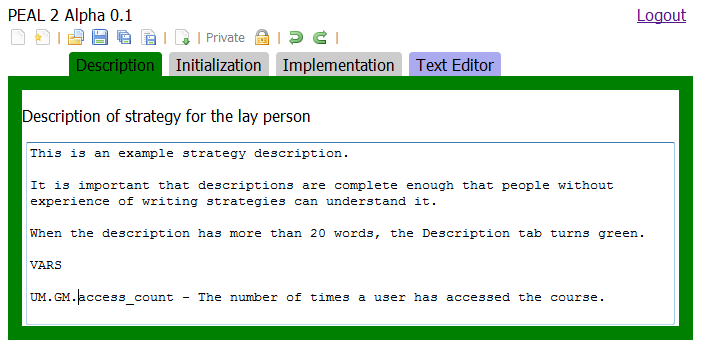 PEAL 2 Alpha 0.1 Logout
Private
Description Initialization Implementation Text Editor
Description of strategy for the lay person
This is an example strategy description.
It is important that descriptions are complete enough that people without
experience of writing strategies can understand it.
When the description has more than 20 words, the Description tab turns green.
VARS
UM.GM.access_count - The number of times a user has accessed the course.